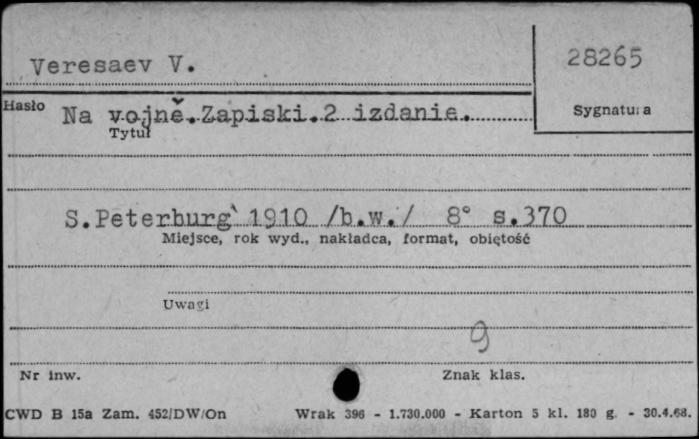 Veresaev V.
28265
Hasło
Na vojně.Zapiski.2 izdanie.
Sygnatura
Tytuł
S.Peterburg` 1910 /b.w./ 8° s.370
Miejsce, rok wyd., nakładca, format, objętość
Uwagi
9
Nr inw.
Znak klas.
CWD B 15a Zam. 452/DW/On Wrak 396 - 1.730.000 - Karton 5 kl. 180 g. - 30.4.68.